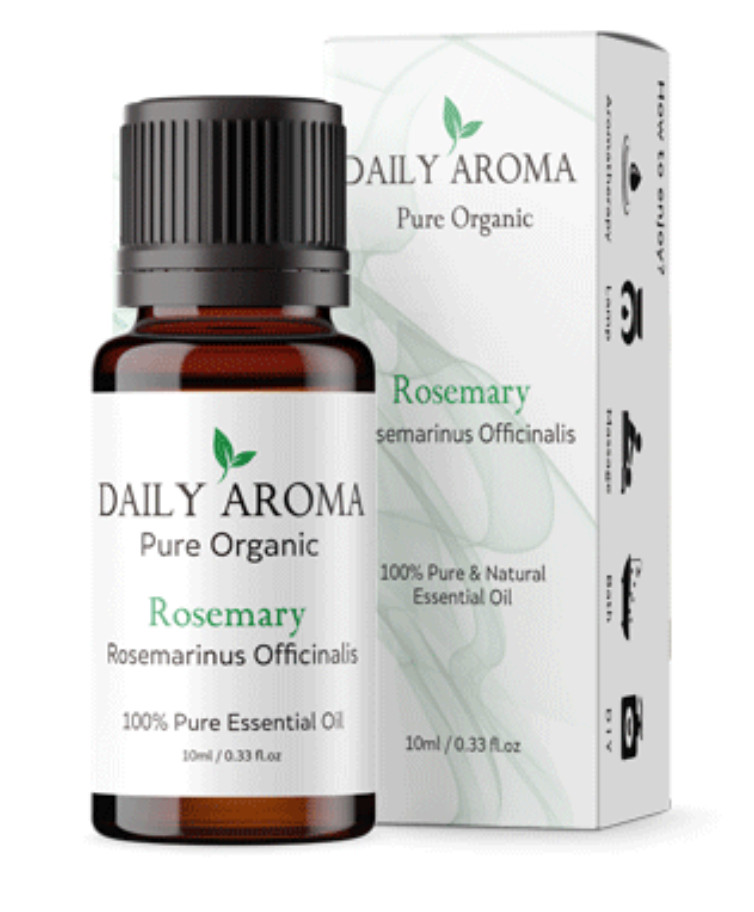 DAILY AROMA
Pure Organic
Rosemary
Rosemarinus Officinalis
100% Pure Essential Oil
10ml / 0.33 fl.oz
DAILY AROMA
Pure Organic
Rosemary
semarinus Officinalis
100% Pure & Natural
Essential Oil
10ml / 0.33 fl.oz
How to enjoy?
Aromatherapy
Lamp
Massage
Bath
DIY